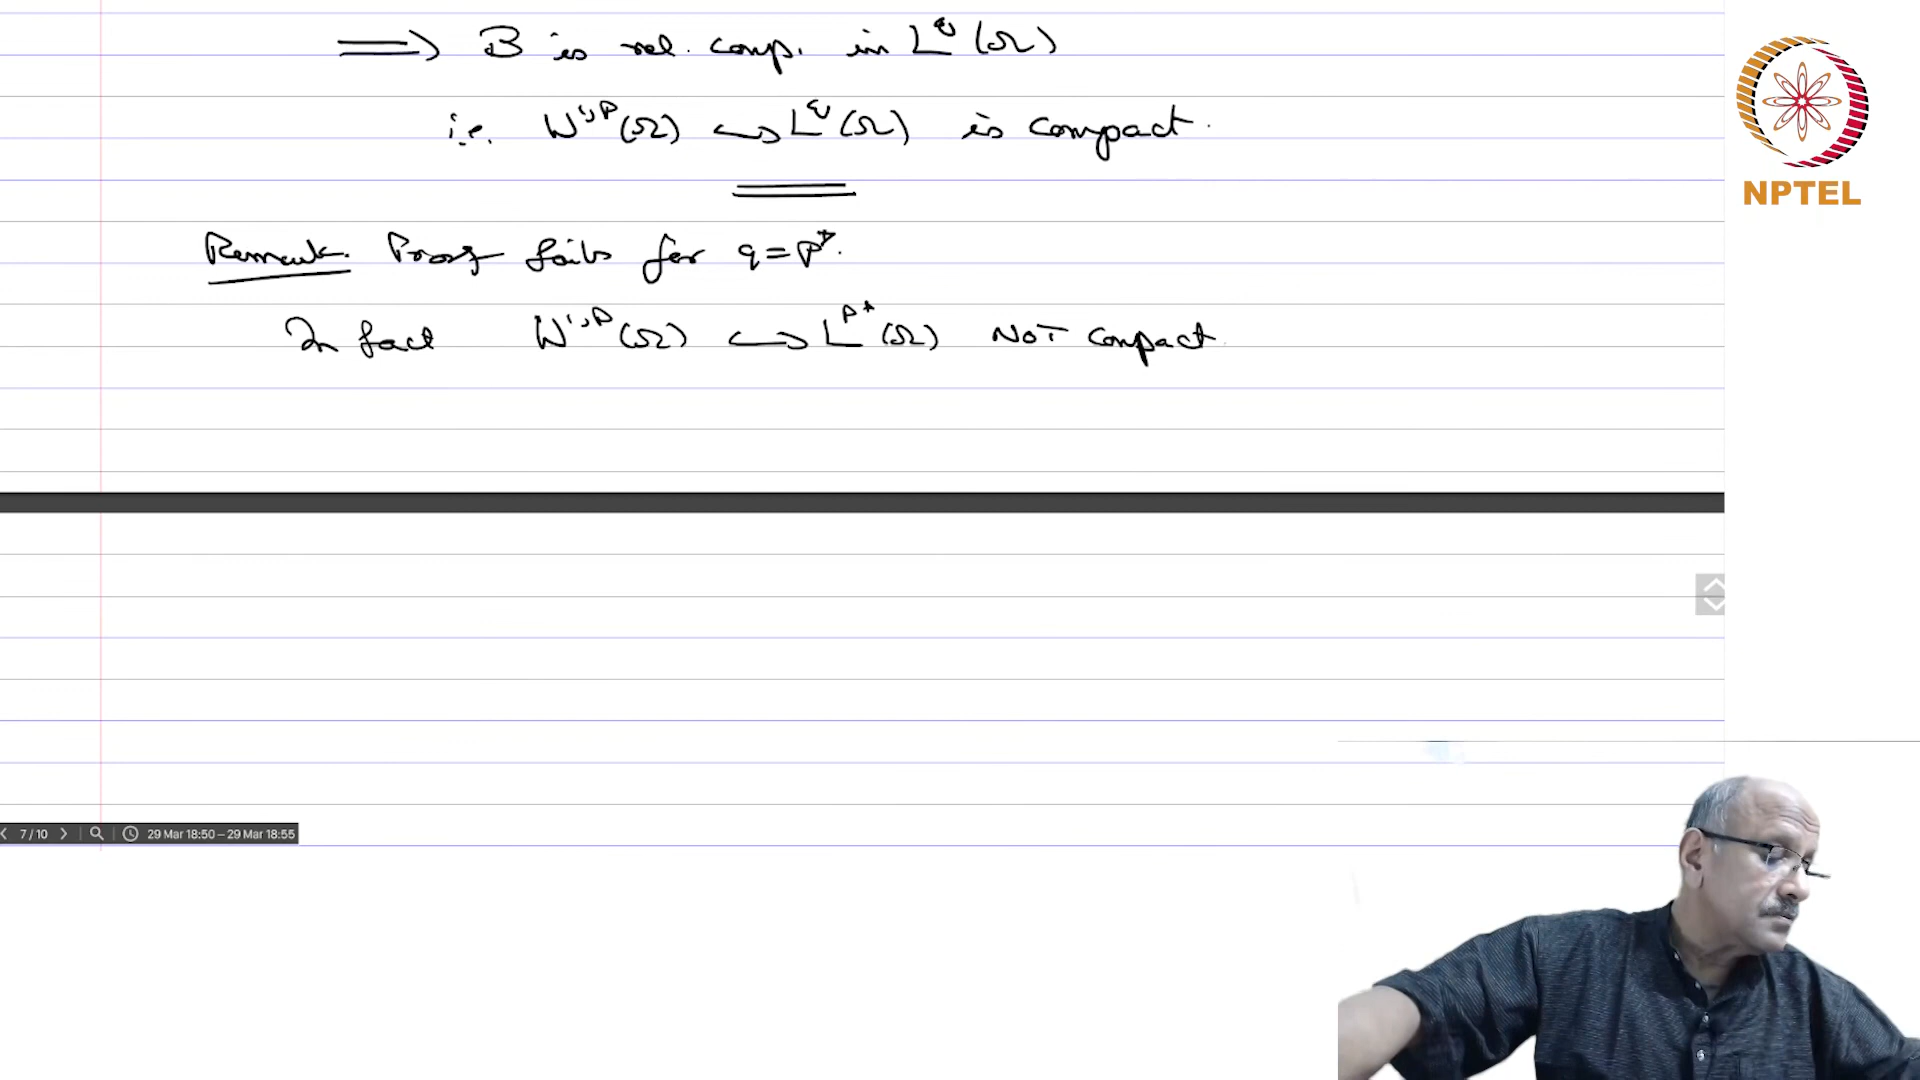 ⟹ B is rel. comp. in L^q(Ω)
i.e. W^{1,p}(Ω) ↪ L^q(Ω) is compact.
NPTEL
Remark. Proof fails for q = p*.
In fact W^{1,p}(Ω) ↪ L^{p*}(Ω) NOT compact.
7 / 10 29 Mar 18:50 – 29 Mar 18:55